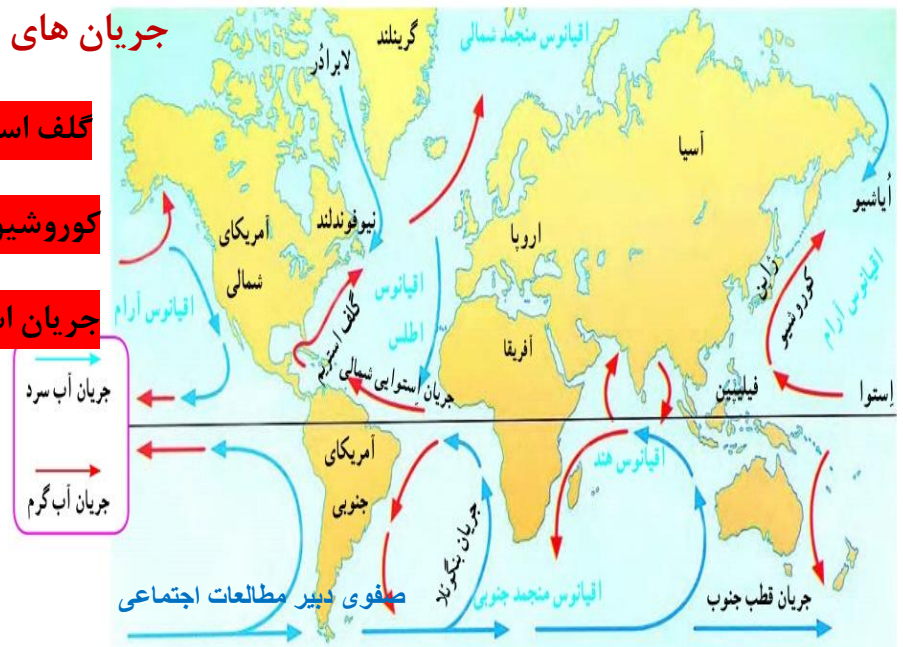 جریان های
گلف اس
کوروشیو
جریان اس
جریان آب سرد
جریان آب گرم
اقیانوس منجمد شمالی
گرینلند
لابرادُر
آسیا
اُیاشیو
نیوفوندلند
آمریکای
شمالی
اروپا
اقیانوس آرام
اقیانوس
اطلس
گلف استریم
ژاپن
کوروشیو
اقیانوس آرام
آفریقا
جریان اِستوایی شمالی
فیلیپین
اِستوا
آمریکای
جنوبی
اقیانوس هند
جریان بنگوئلا
صفوی دبیر مطالعات اجتماعی
اقیانوس منجمد جنوبی
جریان قطب جنوب